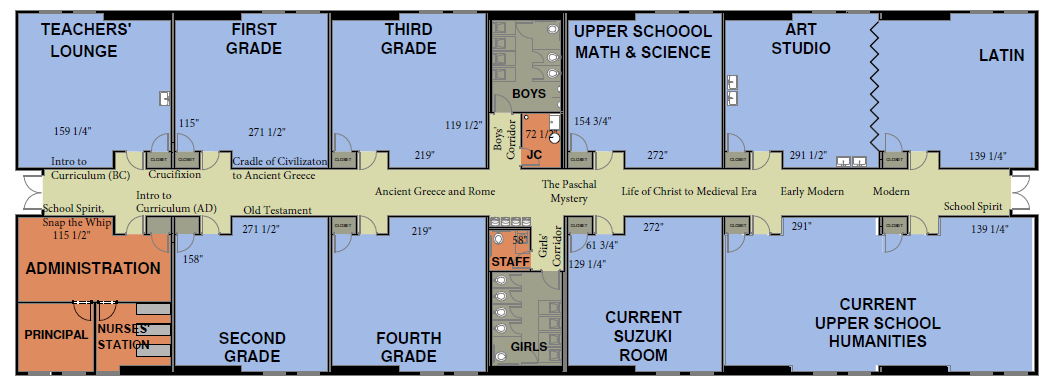 TEACHERS'
LOUNGE
FIRST
GRADE
THIRD
GRADE
UPPER SCHOOOL
MATH & SCIENCE
ART
STUDIO
LATIN
BOYS
159 1/4"
115"
271 1/2"
119 1/2"
219"
Boys'
Corridor
72 1/2"
JC
154 3/4"
272"
291 1/2"
139 1/4"
CLOSET
CLOSET
CLOSET
CLOSET
CLOSET
CLOSET
Intro to
Curriculum (BC)
Crucifixion
Cradle of Civilizaton
to Ancient Greece
Intro to
Curriculum (AD)
Ancient Greece and Rome
The Paschal
Mystery
Life of Christ to Medieval Era
Early Modern
Modern
School Spirit,
Snap the Whip
Old Testament
School Spirit
115 1/2"
271 1/2"
219"
58"
Girls'
Corridor
61 3/4"
272"
291"
139 1/4"
CLOSET
CLOSET
CLOSET
CLOSET
158"
129 1/4"
ADMINISTRATION
STAFF
PRINCIPAL
NURSES'
STATION
SECOND
GRADE
FOURTH
GRADE
GIRLS
CURRENT
SUZUKI
ROOM
CURRENT
UPPER SCHOOL
HUMANITIES